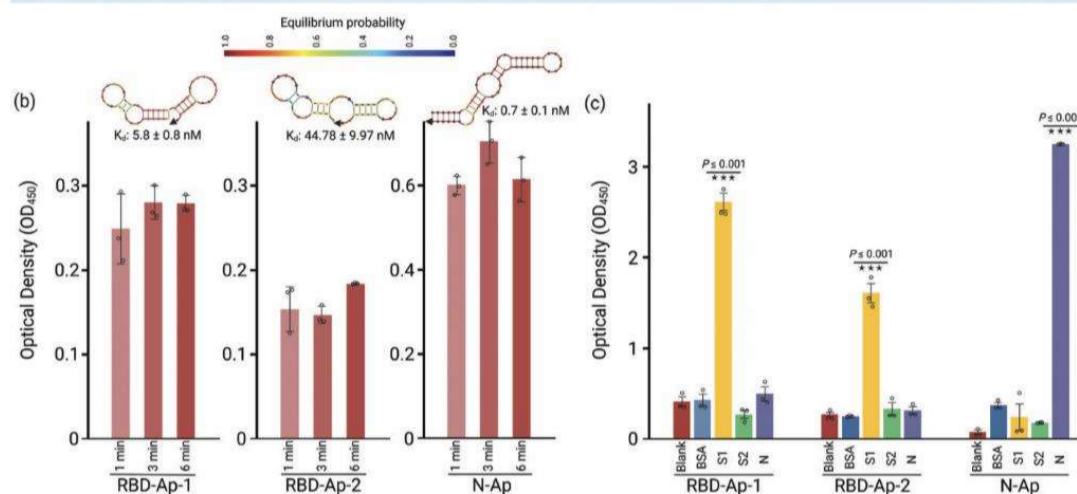 Equilibrium probability
1.0
0.8
0.6
0.4
0.2
0.0
(b)
Kd: 5.8 ± 0.8 nM
Kd: 44.78 ± 9.97 nM
Kd: 0.7 ± 0.1 nM
Optical Density (OD450)
0.3
0.2
0.1
0
0.3
0.2
0.1
0
0.6
0.4
0.2
0
1 min
3 min
6 min
RBD-Ap-1
1 min
3 min
6 min
RBD-Ap-2
1 min
3 min
6 min
N-Ap
(c)
Optical Density (OD450)
3
2
1
0
P ≤ 0.001
★★★
P ≤ 0.001
★★★
P ≤ 0.00
★★★
Blank
BSA
S1
S2
N
RBD-Ap-1
Blank
BSA
S1
S2
N
RBD-Ap-2
Blank
BSA
S1
S2
N
N-Ap